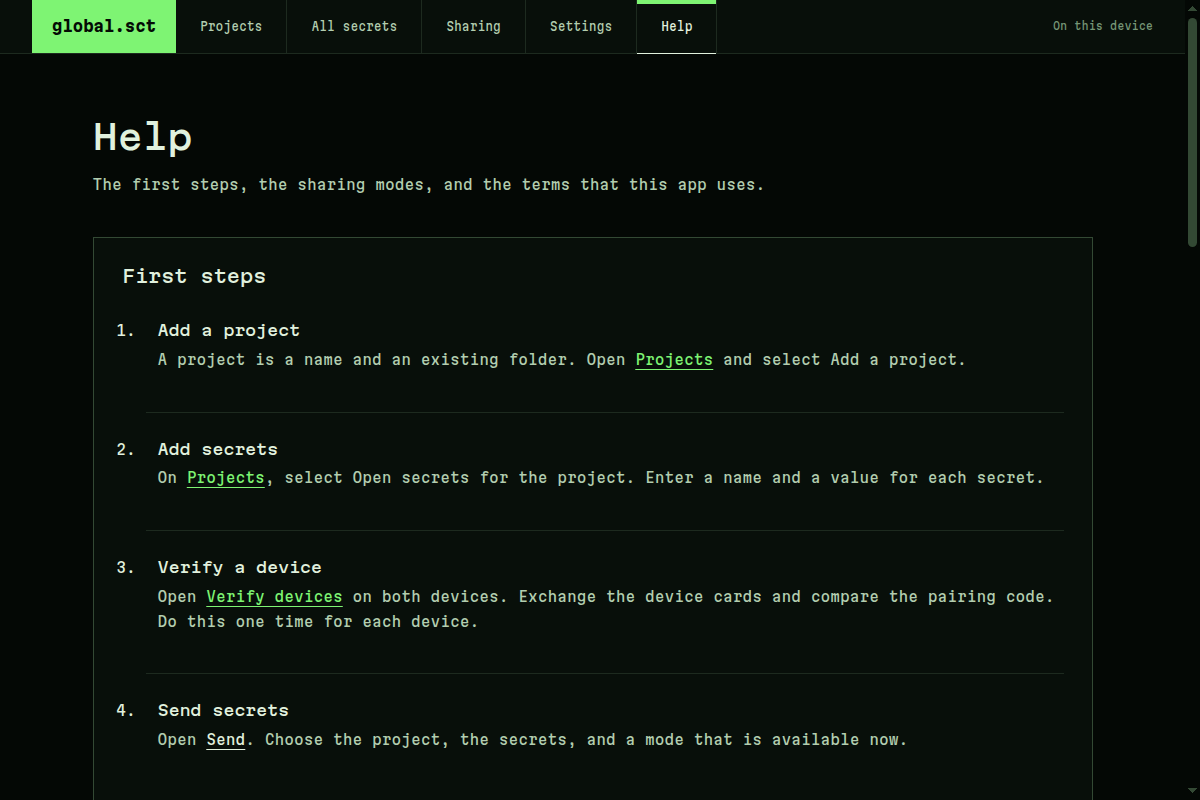 global.sct
Projects
All secrets
Sharing
Settings
Help
On this device
Help
The first steps, the sharing modes, and the terms that this app uses.
First steps
1. Add a project
A project is a name and an existing folder. Open Projects and select Add a project.
2. Add secrets
On Projects, select Open secrets for the project. Enter a name and a value for each secret.
3. Verify a device
Open Verify devices on both devices. Exchange the device cards and compare the pairing code.
Do this one time for each device.
4. Send secrets
Open Send. Choose the project, the secrets, and a mode that is available now.